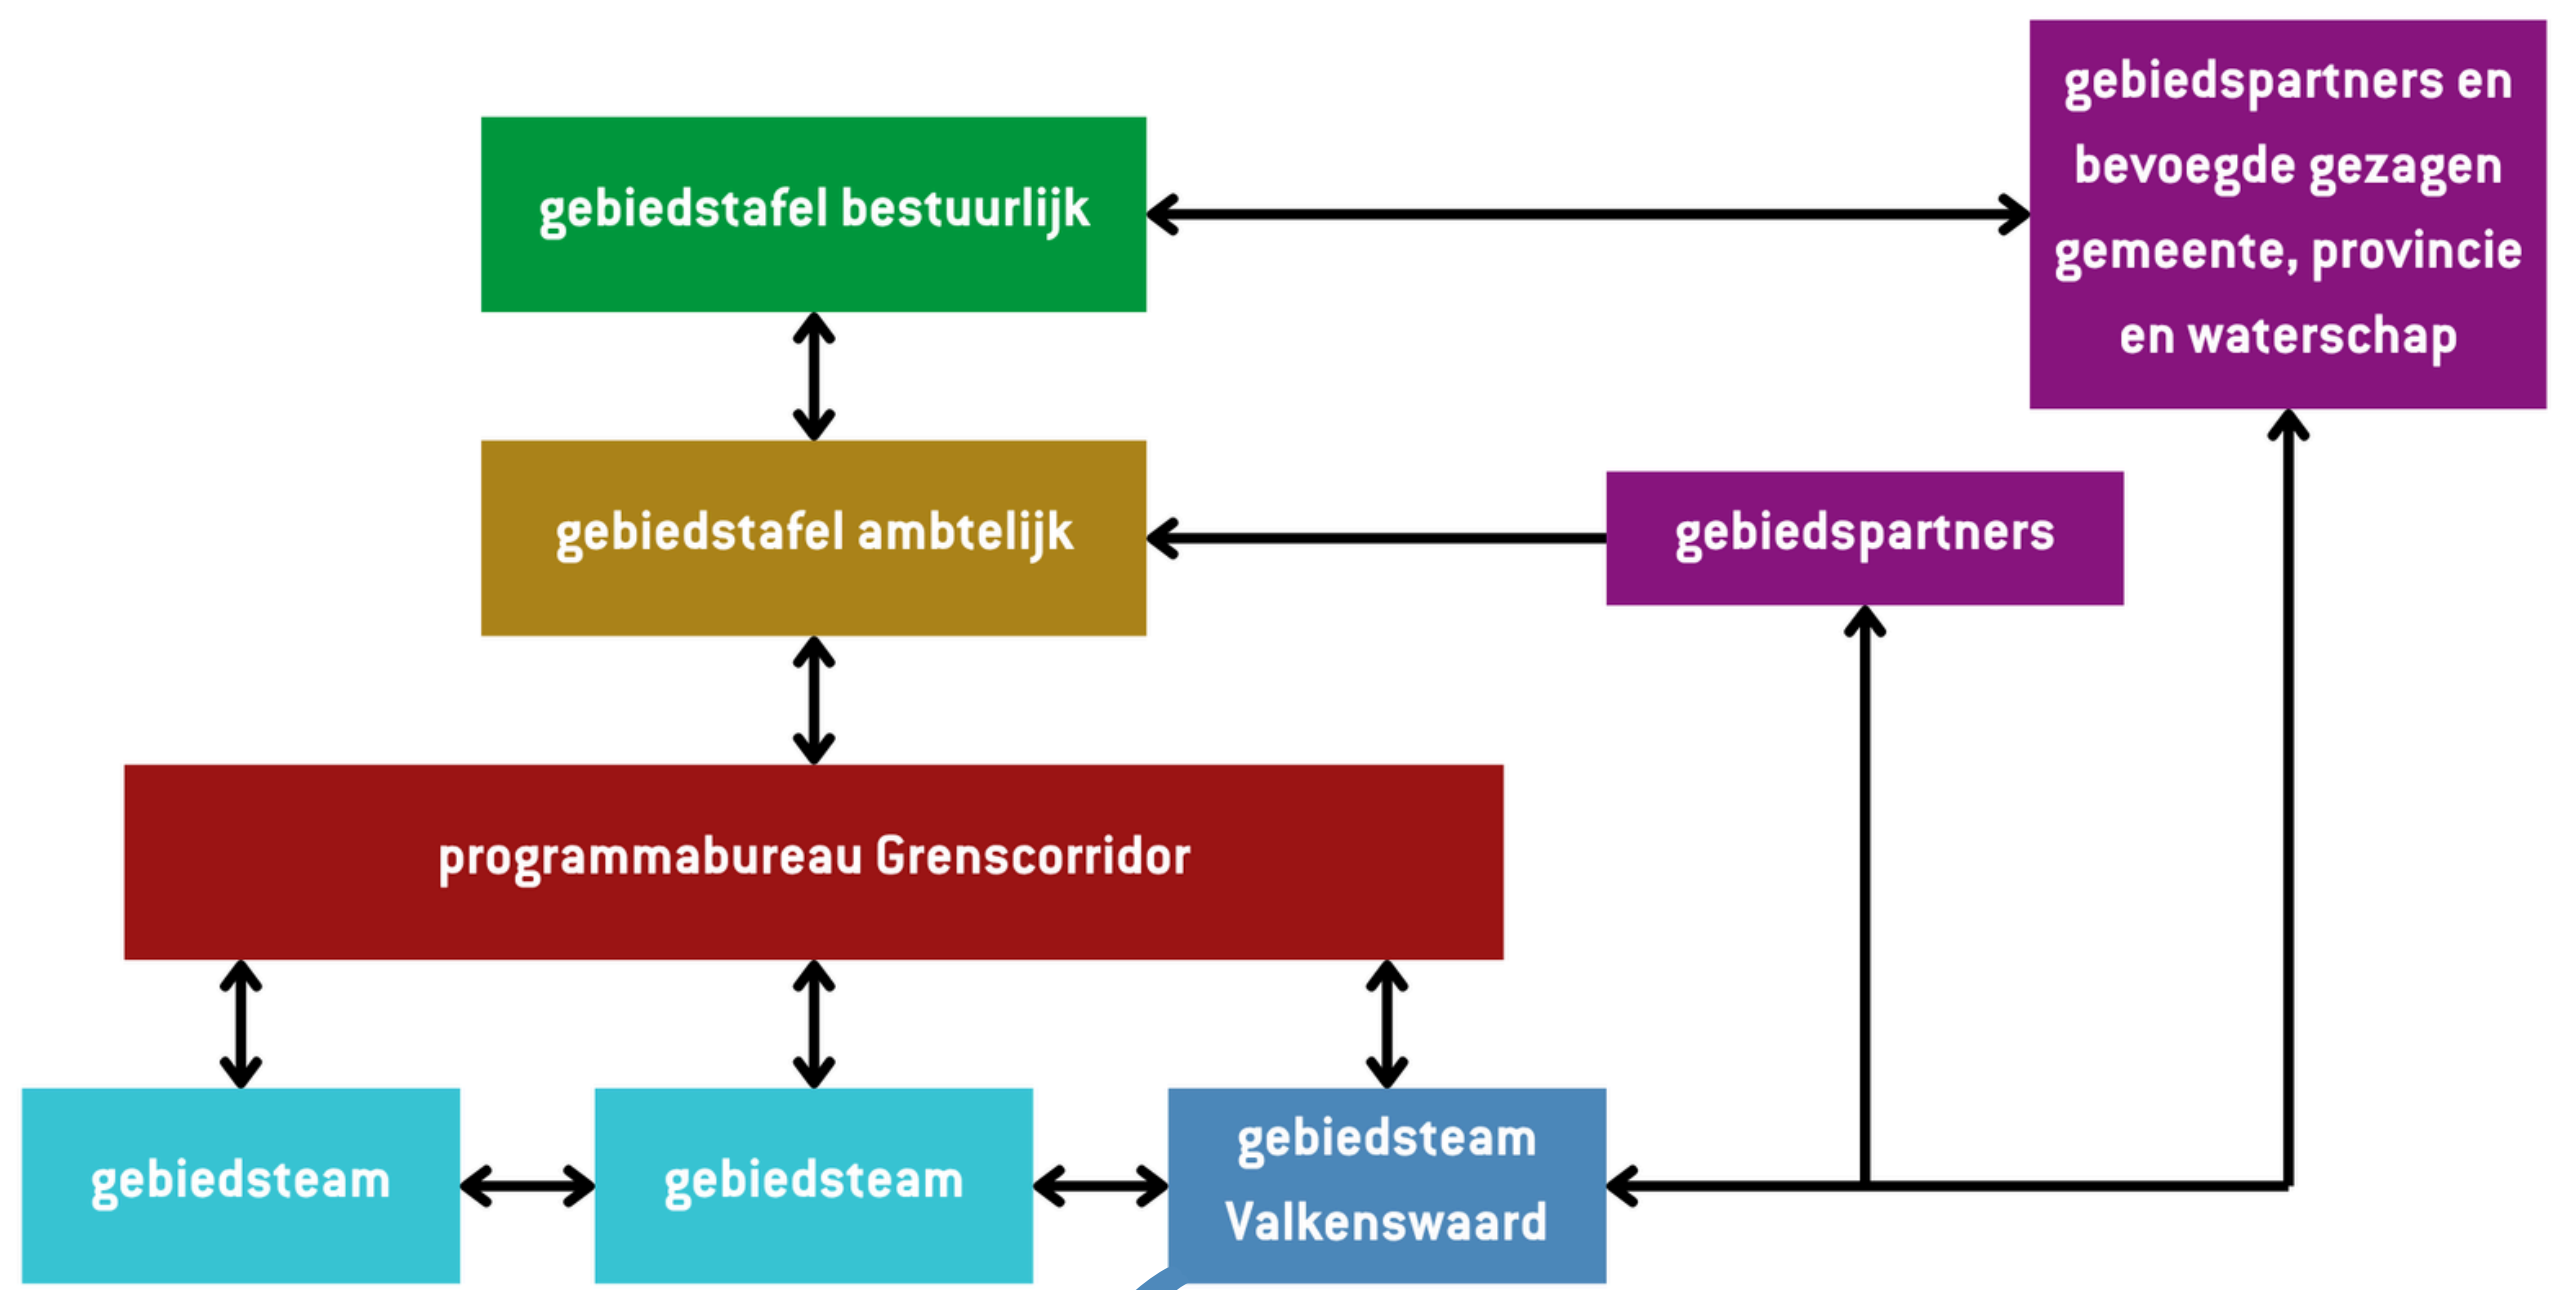 gebiedspartners en
bevoegde gezagen
gemeente, provincie
en waterschap
gebiedstafel bestuurlijk
gebiedstafel ambtelijk
gebiedspartners
programmabureau Grenscorridor
gebiedsteam
gebiedsteam
gebiedsteam
Valkenswaard